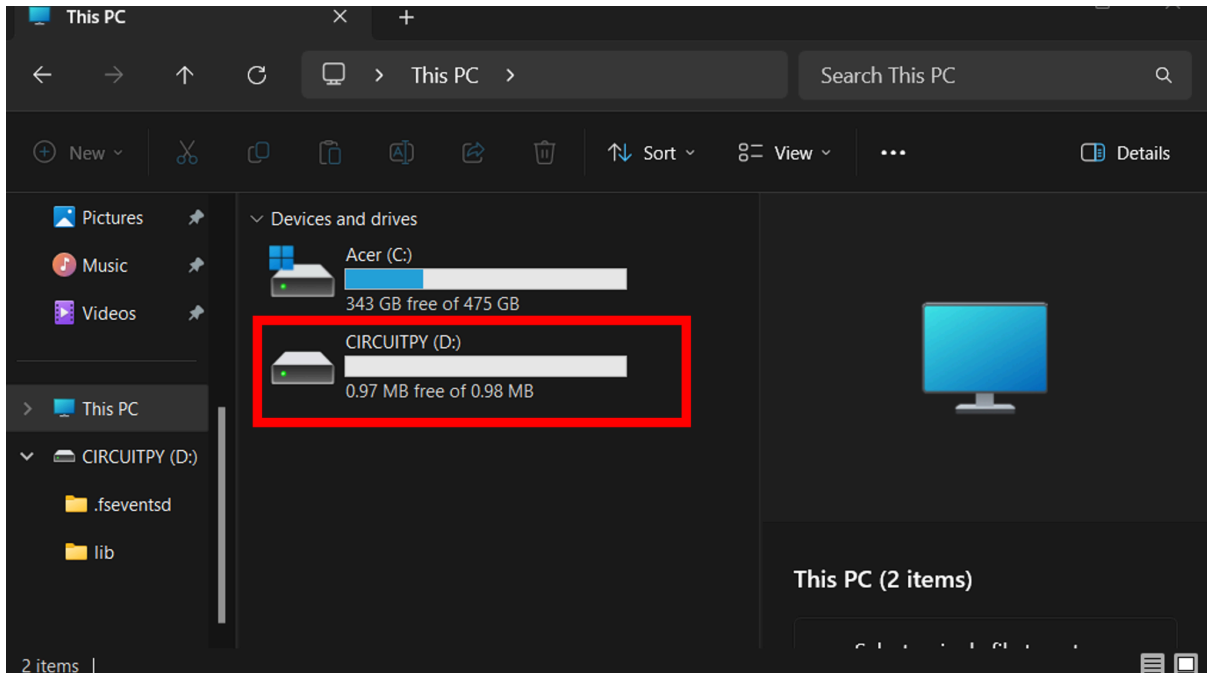 This PC
This PC
Search This PC
New
Sort
View
Details
Pictures
Music
Videos
This PC
CIRCUITPY (D:)
.fseventsd
lib
Devices and drives
Acer (C:)
343 GB free of 475 GB
CIRCUITPY (D:)
0.97 MB free of 0.98 MB
This PC (2 items)
2 items